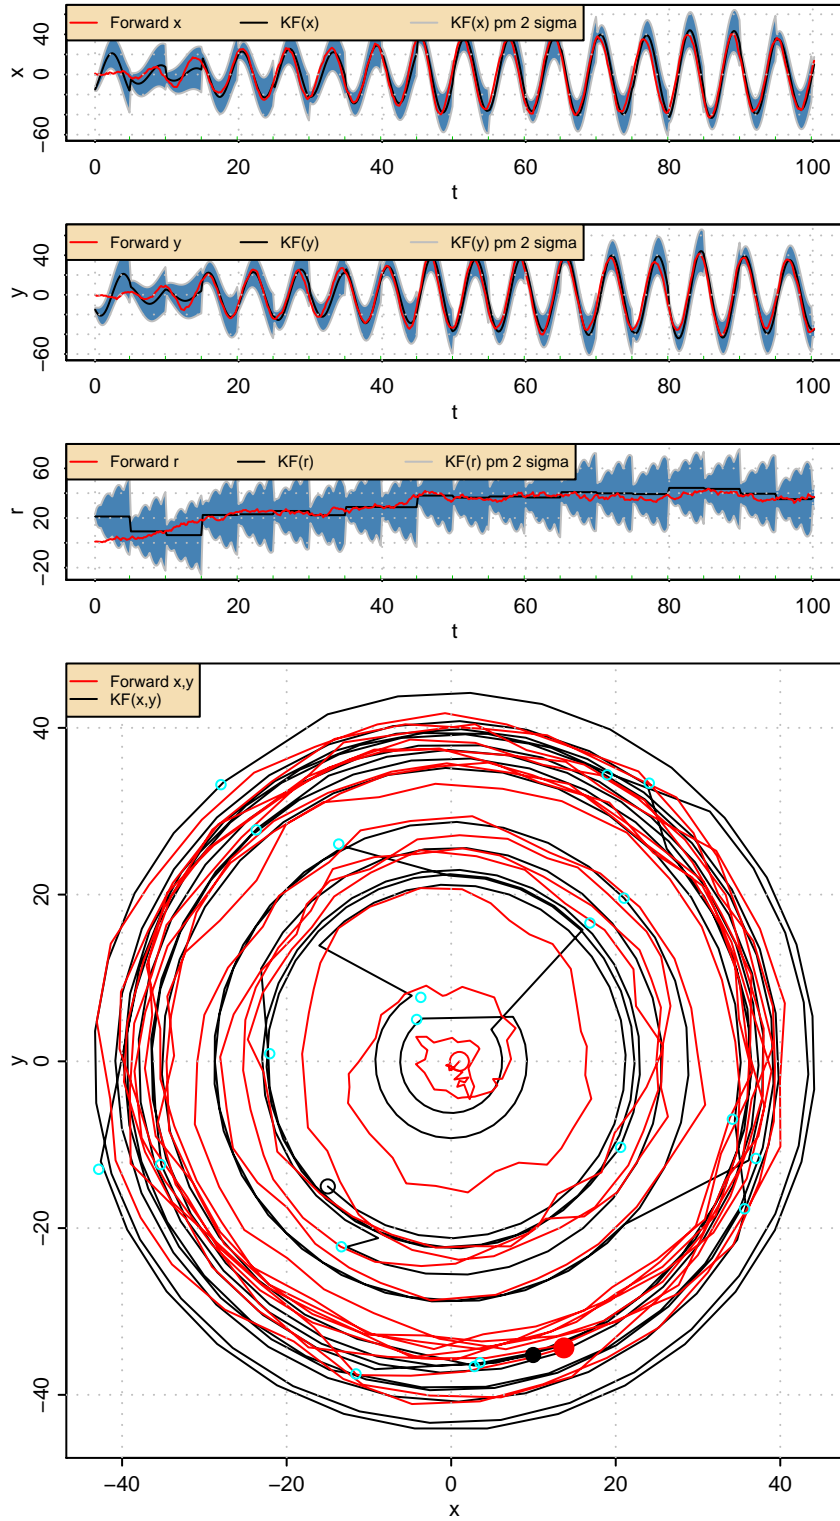 Forward x KF(x) KF(x) pm 2 sigma
40
0
−60
x
0 20 40 60 80 100
t
Forward y KF(y) KF(y) pm 2 sigma
40
0
−60
y
0 20 40 60 80 100
t
Forward r KF(r) KF(r) pm 2 sigma
60
20
−20
r
0 20 40 60 80 100
t
Forward x,y
KF(x,y)
40
20
0
−20
−40
y
−40 −20 0 20 40
x